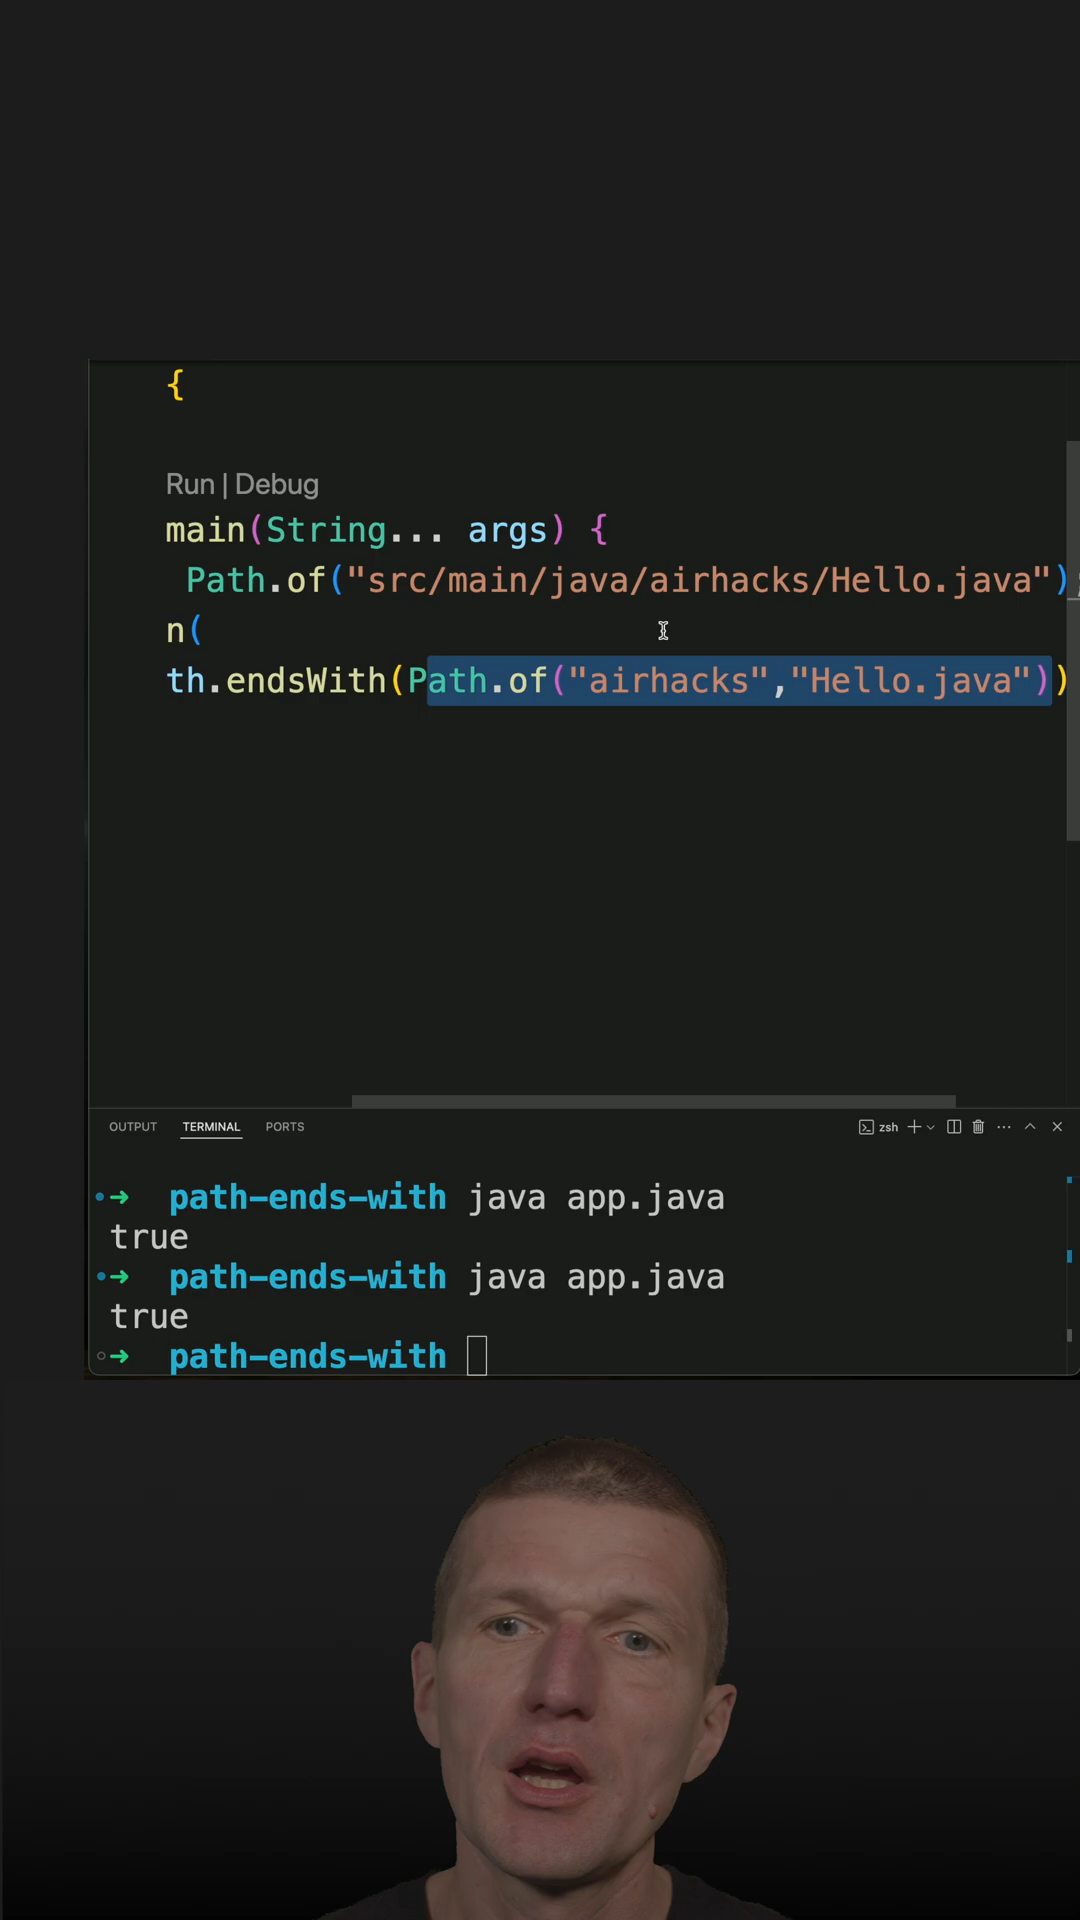 {
Run | Debug
main(String... args) {
Path.of("src/main/java/airhacks/Hello.java");
n(
th.endsWith(Path.of("airhacks","Hello.java"))
OUTPUT TERMINAL PORTS zsh
➜ path-ends-with java app.java
true
➜ path-ends-with java app.java
true
➜ path-ends-with